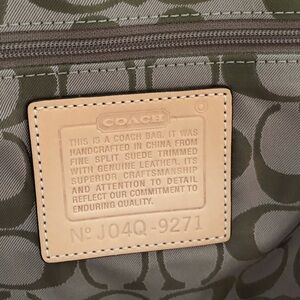 COACH
THIS IS A COACH BAG. IT WAS
HANDCRAFTED IN CHINA FROM
FINE SPLIT SUEDE TRIMMED
WITH GENUINE LEATHER. ITS
SUPERIOR CRAFTSMANSHIP
AND ATTENTION TO DETAIL
REFLECT OUR COMMITMENT TO
ENDURING QUALITY.
Nº J04Q-9271